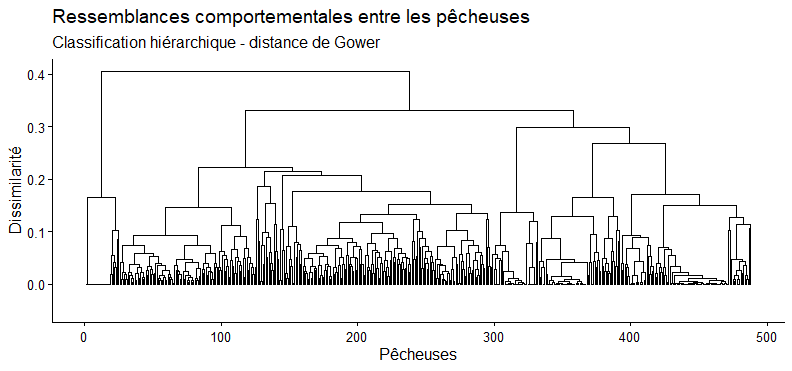 Ressemblances comportementales entre les pêcheuses
Classification hiérarchique - distance de Gower
0.4
0.3
0.2
0.1
0.0
Dissimilarité
0 100 200 300 400 500
Pêcheuses